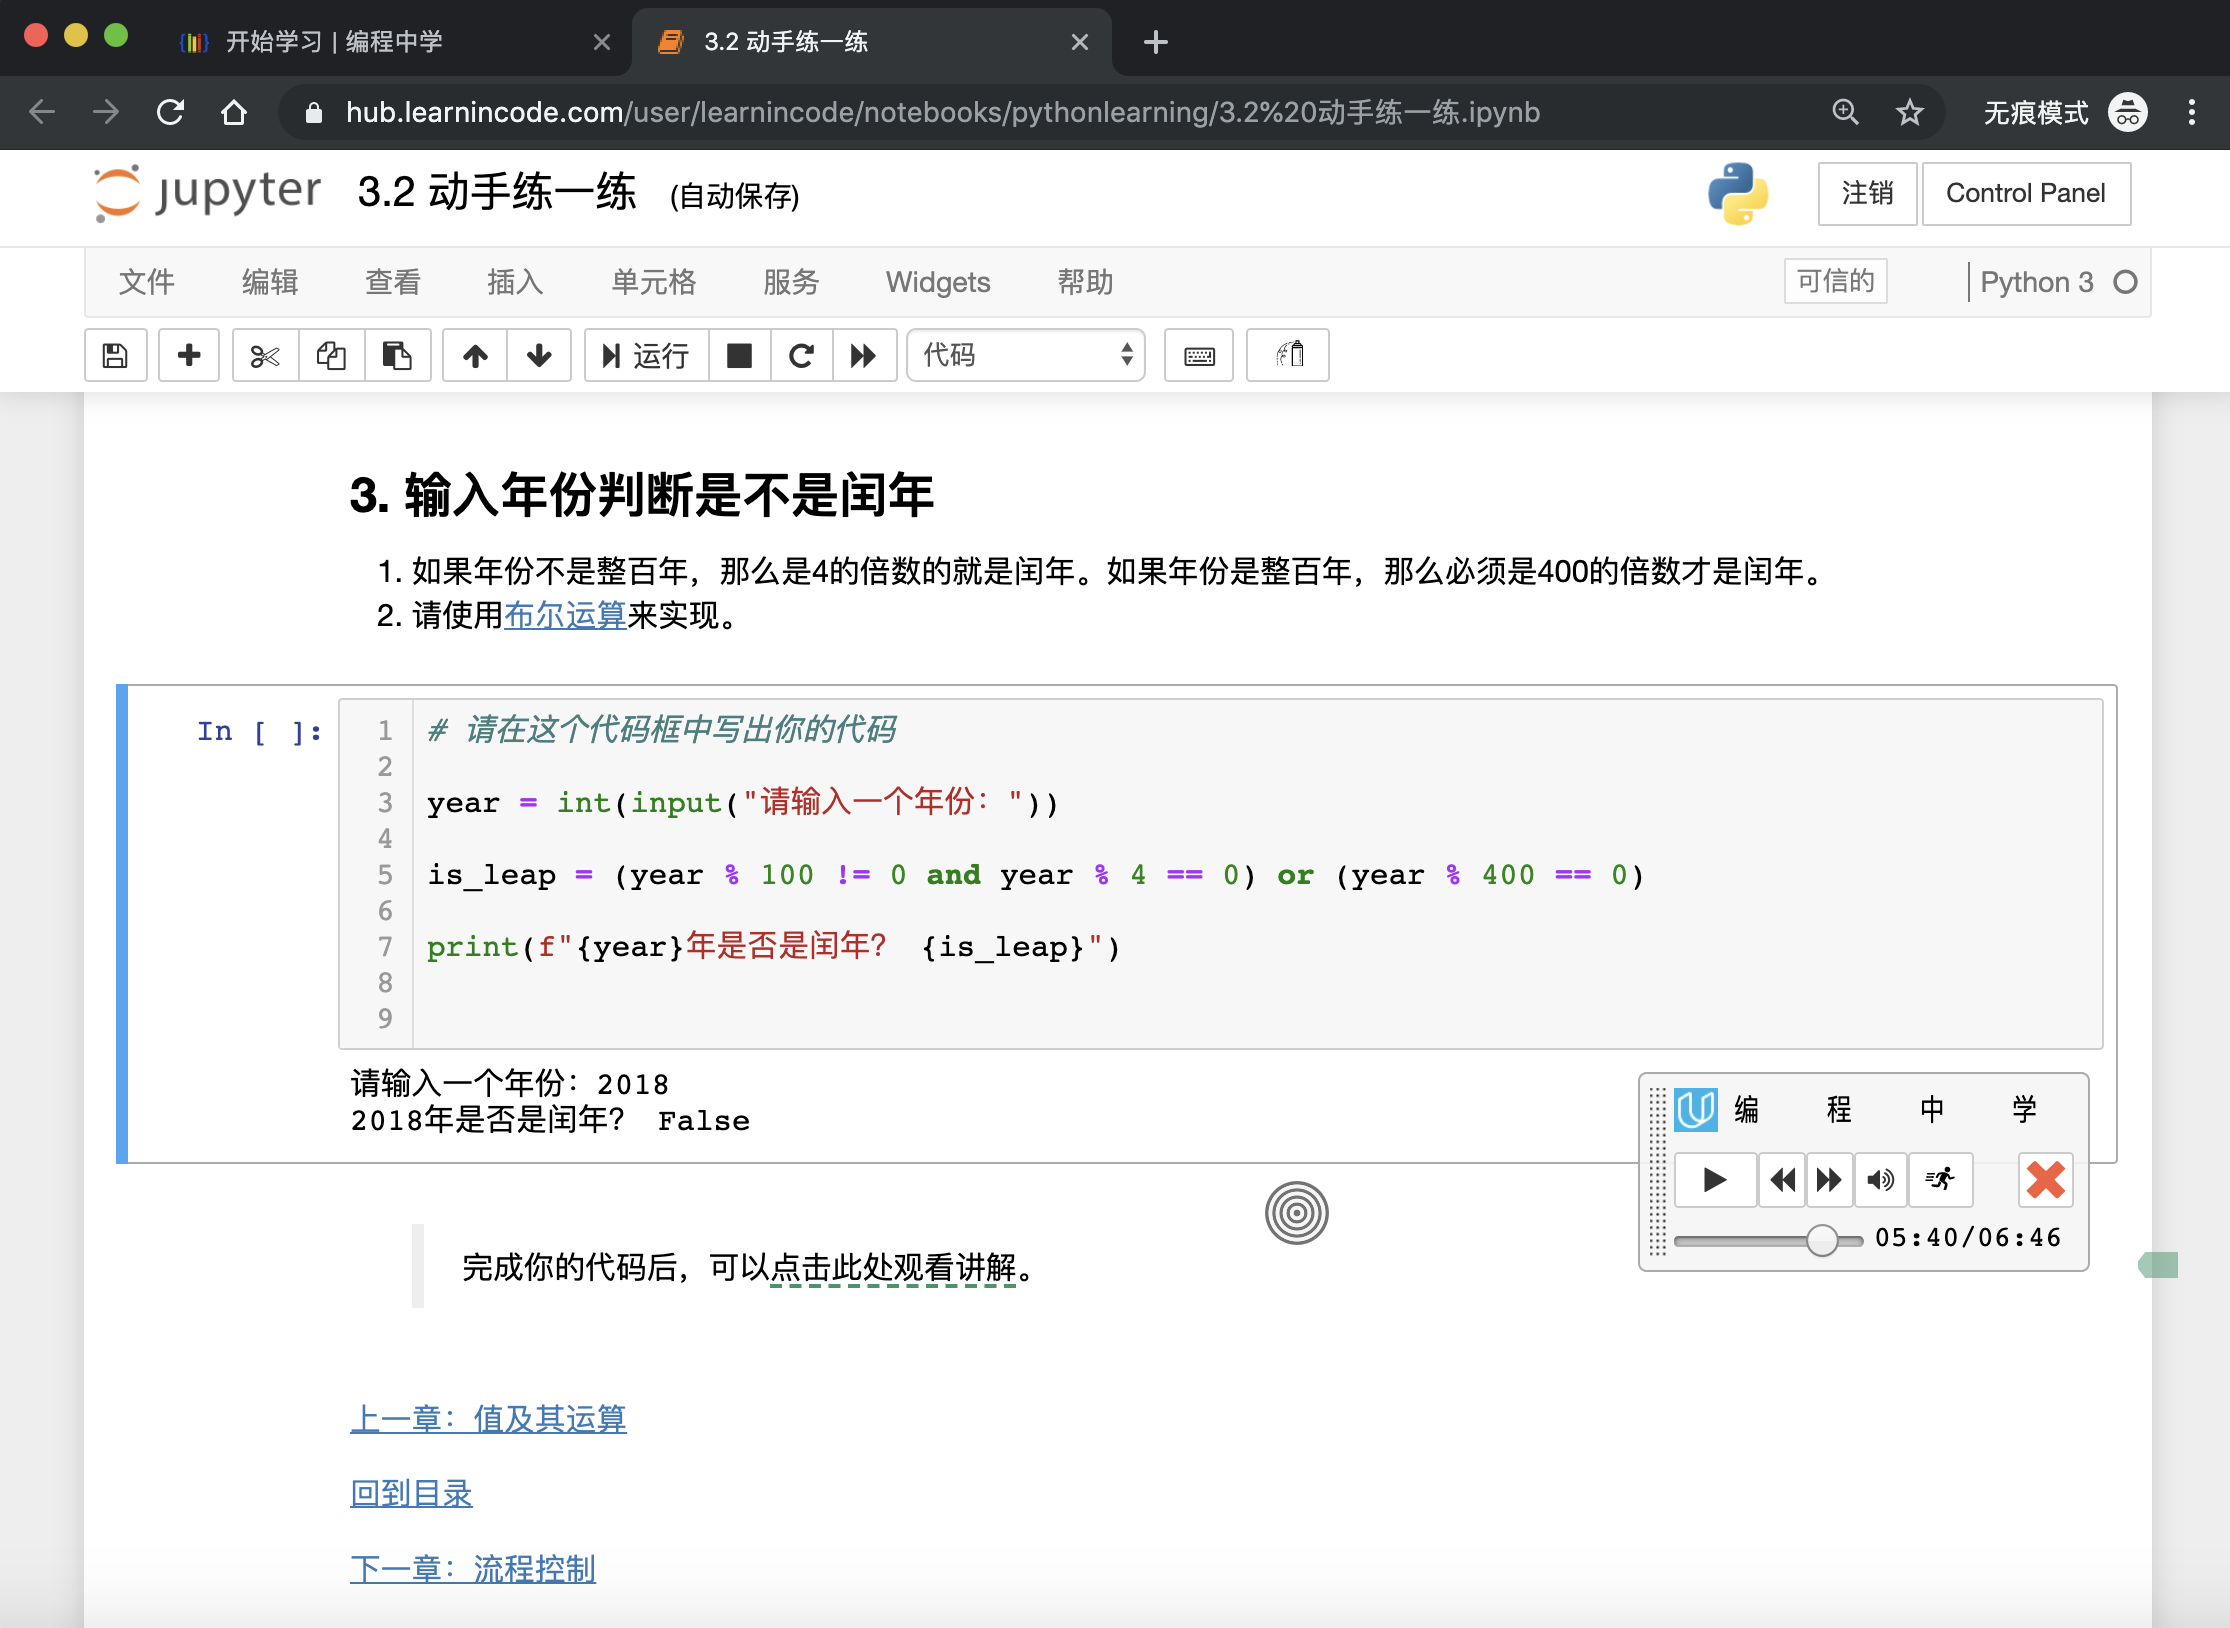 开始学习 | 编程中学
3.2 动手练一练
hub.learnincode.com/user/learnincode/notebooks/pythonlearning/3.2%20动手练一练.ipynb
无痕模式
jupyter 3.2 动手练一练 (自动保存)
注销 Control Panel
文件 编辑 查看 插入 单元格 服务 Widgets 帮助 可信的 Python 3
运行 代码
3. 输入年份判断是不是闰年
1. 如果年份不是整百年，那么是4的倍数的就是闰年。如果年份是整百年，那么必须是400的倍数才是闰年。
2. 请使用布尔运算来实现。
In [ ]:
1 # 请在这个代码框中写出你的代码
2
3 year = int(input("请输入一个年份："))
4
5 is_leap = (year % 100 != 0 and year % 4 == 0) or (year % 400 == 0)
6
7 print(f"{year}年是否是闰年？ {is_leap}")
8
9
请输入一个年份：2018
2018年是否是闰年？ False
编 程 中 学
05:40/06:46
完成你的代码后，可以点击此处观看讲解。
上一章：值及其运算
回到目录
下一章：流程控制